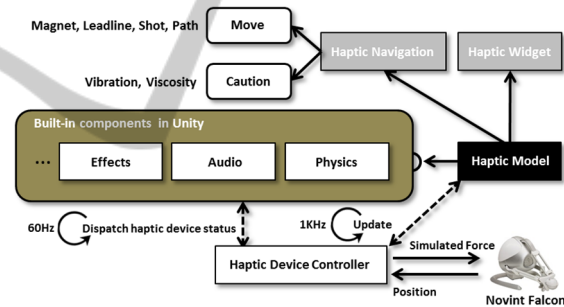 Magnet, Leadline, Shot, Path
Move
Haptic Navigation
Haptic Widget
Vibration, Viscosity
Caution
Built-in components in Unity
... Effects
Audio
Physics
Haptic Model
60Hz
Dispatch haptic device status
1KHz
Update
Haptic Device Controller
Simulated Force
Position
Novint Falcon